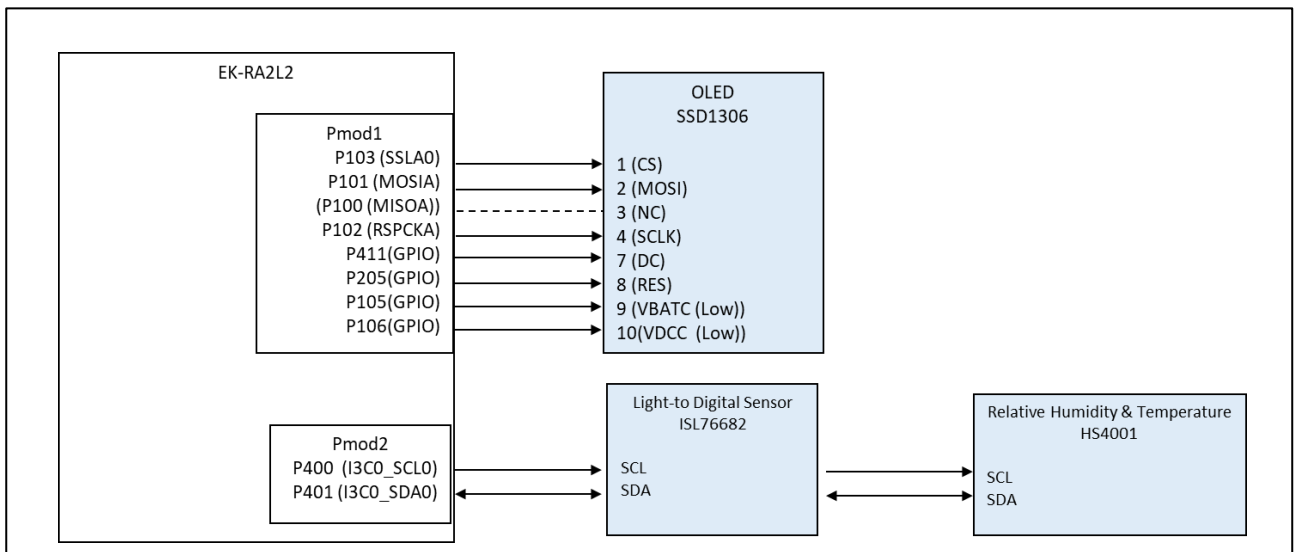 EK-RA2L2
Pmod1
P103 (SSLA0)
P101 (MOSIA)
(P100 (MISOA))
P102 (RSPCKA)
P411(GPIO)
P205(GPIO)
P105(GPIO)
P106(GPIO)
OLED
SSD1306
1 (CS)
2 (MOSI)
3 (NC)
4 (SCLK)
7 (DC)
8 (RES)
9 (VBATC (Low))
10(VDCC (Low))
Pmod2
P400 (I3C0_SCL0)
P401 (I3C0_SDA0)
Light-to Digital Sensor
ISL76682
SCL
SDA
Relative Humidity & Temperature
HS4001
SCL
SDA